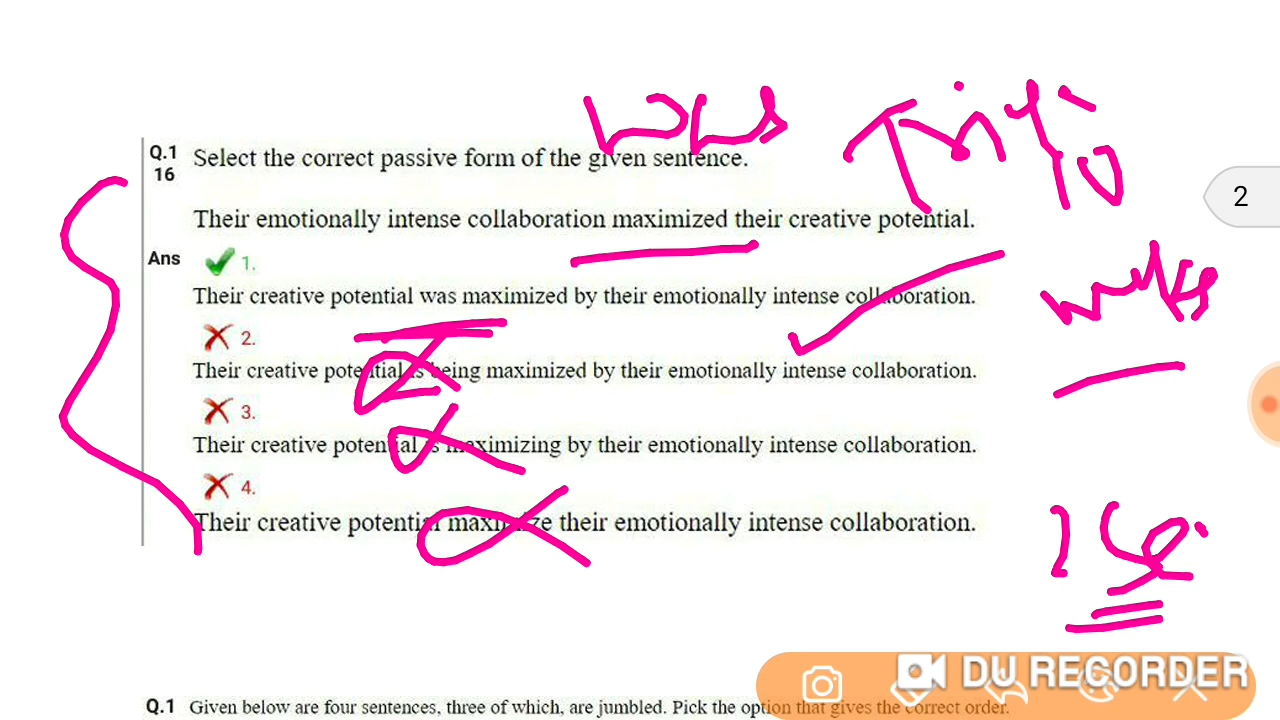 Q.1 Select the correct passive form of the given sentence.
16
Their emotionally intense collaboration maximized their creative potential.
Ans 1.
Their creative potential was maximized by their emotionally intense collaboration.
2.
Their creative potential is being maximized by their emotionally intense collaboration.
3.
Their creative potential is maximizing by their emotionally intense collaboration.
4.
Their creative potential maximize their emotionally intense collaboration.
2
DU RECORDER
Q.1 Given below are four sentences, three of which, are jumbled. Pick the option that gives the correct order.